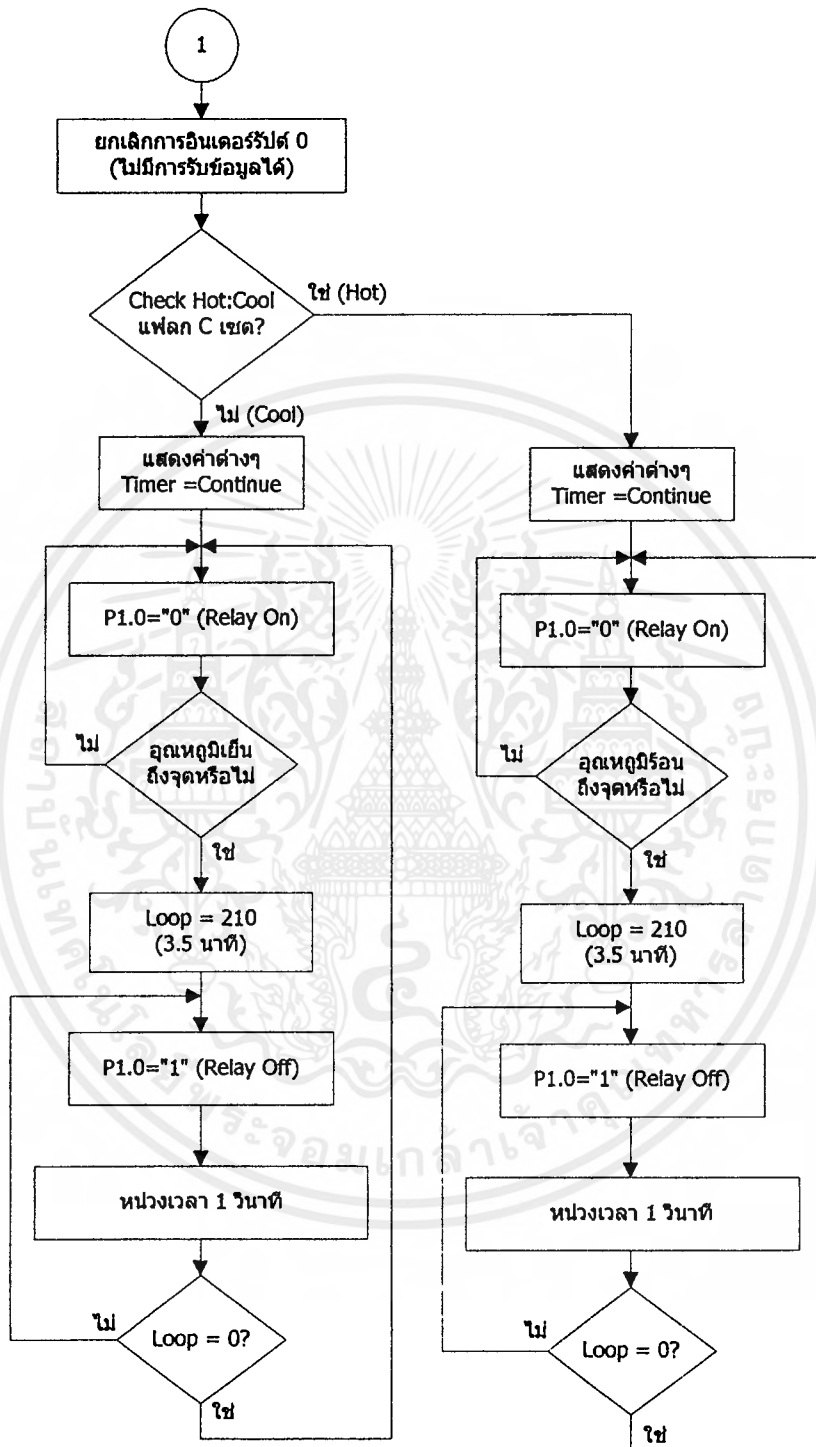 1
ยกเลิกการอินเตอร์รัปต์ 0
(ไม่มีการรับข้อมูลได้)
Check Hot:Cool
แฟลก C เซต?
ใช่ (Hot)
ไม่ (Cool)
แสดงค่าต่างๆ
Timer =Continue
P1.0="0" (Relay On)
อุณหภูมิเย็น
ถึงจุดหรือไม่
ไม่
ใช่
Loop = 210
(3.5 นาที)
P1.0="1" (Relay Off)
หน่วงเวลา 1 วินาที
Loop = 0?
ไม่
ใช่
แสดงค่าต่างๆ
Timer =Continue
P1.0="0" (Relay On)
อุณหภูมิร้อน
ถึงจุดหรือไม่
ไม่
ใช่
Loop = 210
(3.5 นาที)
P1.0="1" (Relay Off)
หน่วงเวลา 1 วินาที
Loop = 0?
ไม่
ใช่